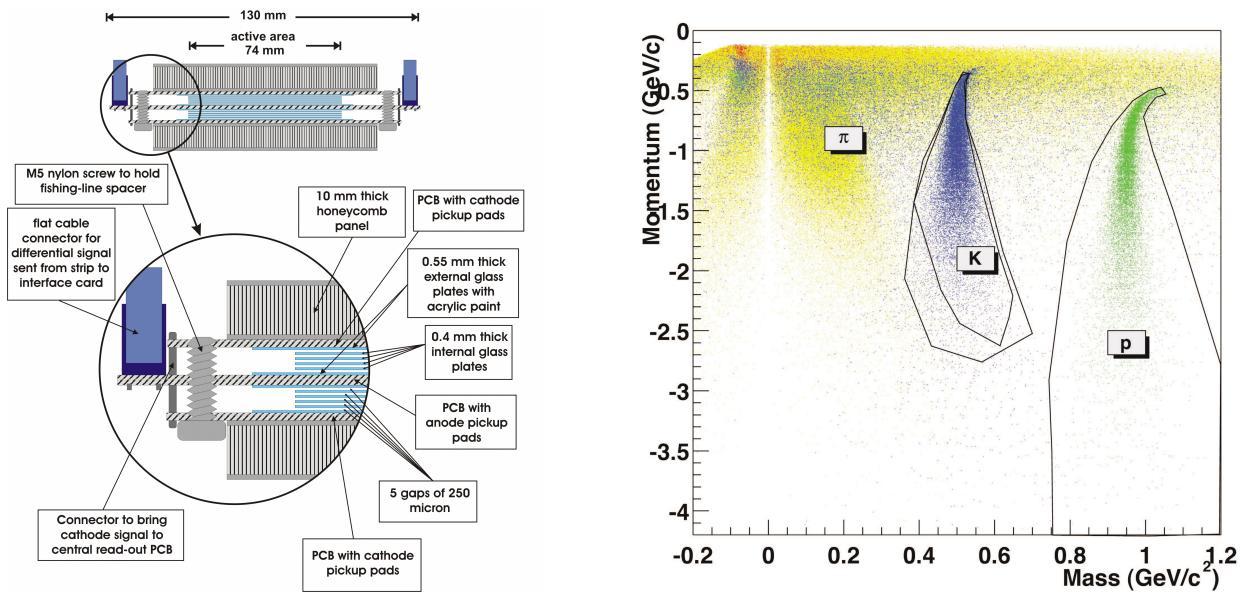 130 mm
active area
74 mm
M5 nylon screw to hold
fishing-line spacer
flat cable
connector for
differential signal
sent from strip to
interface card
10 mm thick
honeycomb
panel
PCB with cathode
pickup pads
0.55 mm thick
external glass
plates with
acrylic paint
0.4 mm thick
internal glass
plates
PCB with
anode pickup
pads
5 gaps of 250
micron
Connector to bring
cathode signal to
central read-out PCB
PCB with cathode
pickup pads
Momentum (GeV/c)
0
-0.5
-1
-1.5
-2
-2.5
-3
-3.5
-4
π
K
p
-0.2 0 0.2 0.4 0.6 0.8 1 1.2
Mass (GeV/c²)